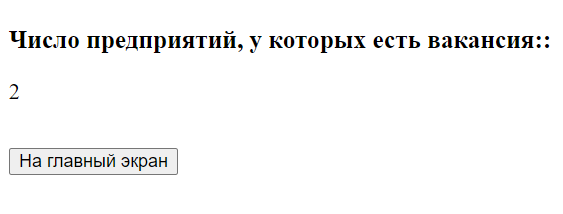 Число предприятий, у которых есть вакансия::
2
На главный экран